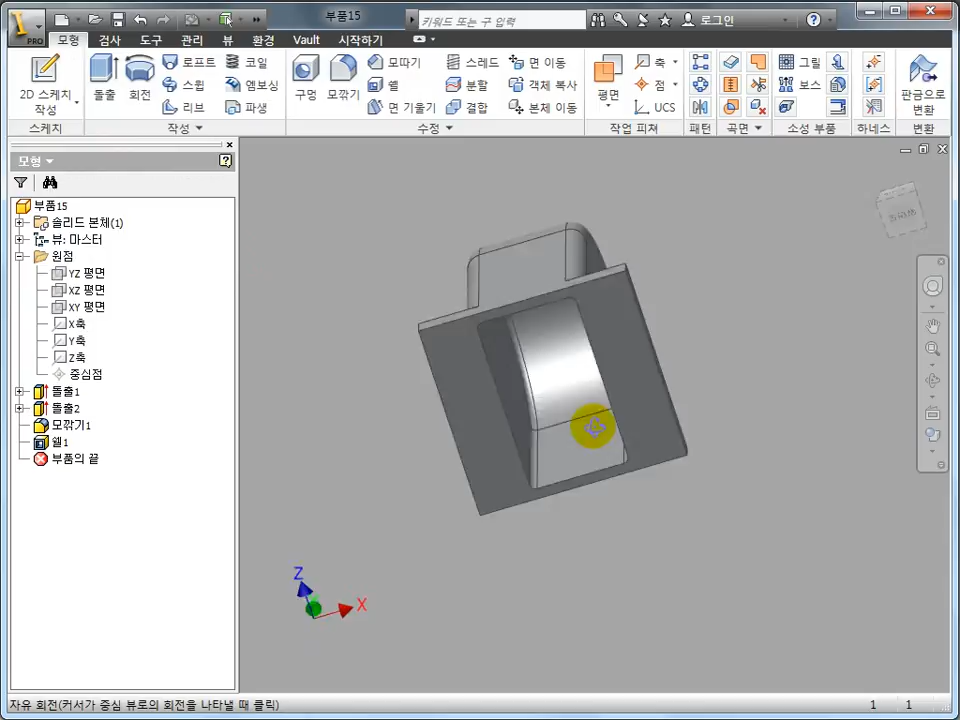 부품15
키워드 또는 구 입력
로그인
PRO
모형 검사 도구 관리 뷰 환경 Vault 시작하기
2D 스케치
작성
돌출
회전
로프트
스윕
리브
코일
엠보싱
파생
구멍
모깎기
모따기
쉘
면 기울기
스레드
분할
결합
면 이동
객체 복사
본체 이동
평면
축
점
UCS
그릴
보스
판금으로
변환
스케치 작성 수정 작업 피쳐 패턴 곡면 소성 부품 하네스 변환
모형
부품15
솔리드 본체(1)
뷰: 마스터
원점
YZ 평면
XZ 평면
XY 평면
X축
Y축
Z축
중심점
돌출1
돌출2
모깎기1
쉘1
부품의 끝
Z
X
자유 회전(커서가 중심 뷰로의 회전을 나타낼 때 클릭)
1 1